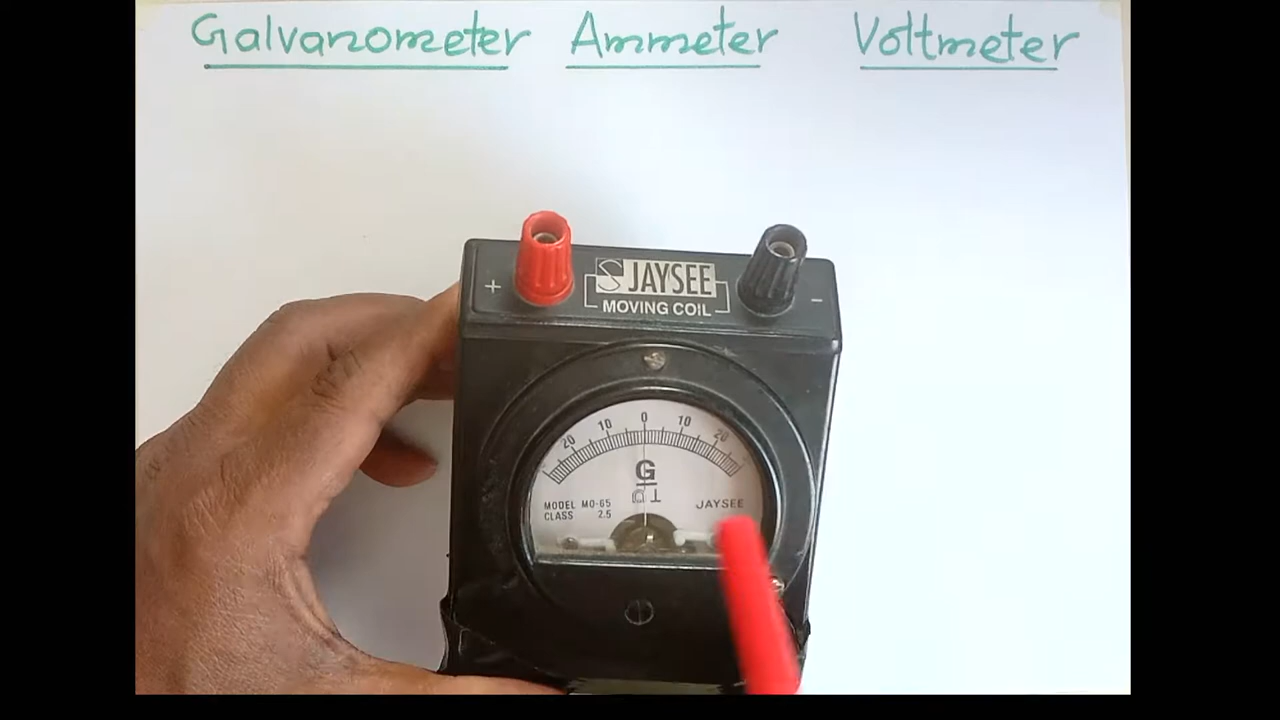 Galvanometer Ammeter Voltmeter
JAYSEE
+ MOVING COIL -
20 10 0 10 20
G
MODEL MO-65 JAYSEE
CLASS 2.5